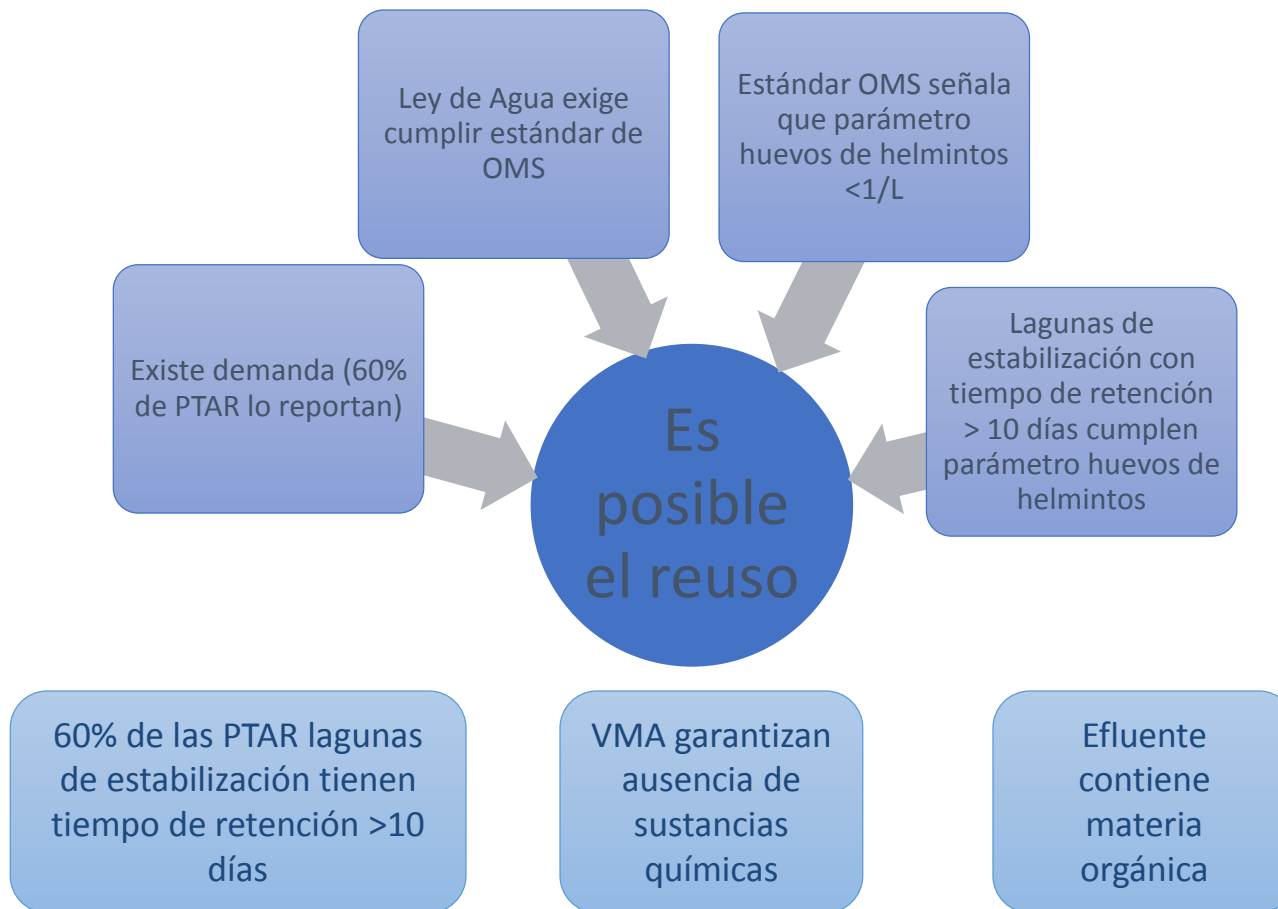 Ley de Agua exige
cumplir estándar de
OMS
Estándar OMS señala
que parámetro
huevos de helmintos
<1/L
Existe demanda (60%
de PTAR lo reportan)
Lagunas de
estabilización con
tiempo de retención
> 10 días cumplen
parámetro huevos de
helmintos
Es
posible
el reuso
60% de las PTAR lagunas
de estabilización tienen
tiempo de retención >10
días
VMA garantizan
ausencia de
sustancias
químicas
Efluente
contiene
materia
orgánica